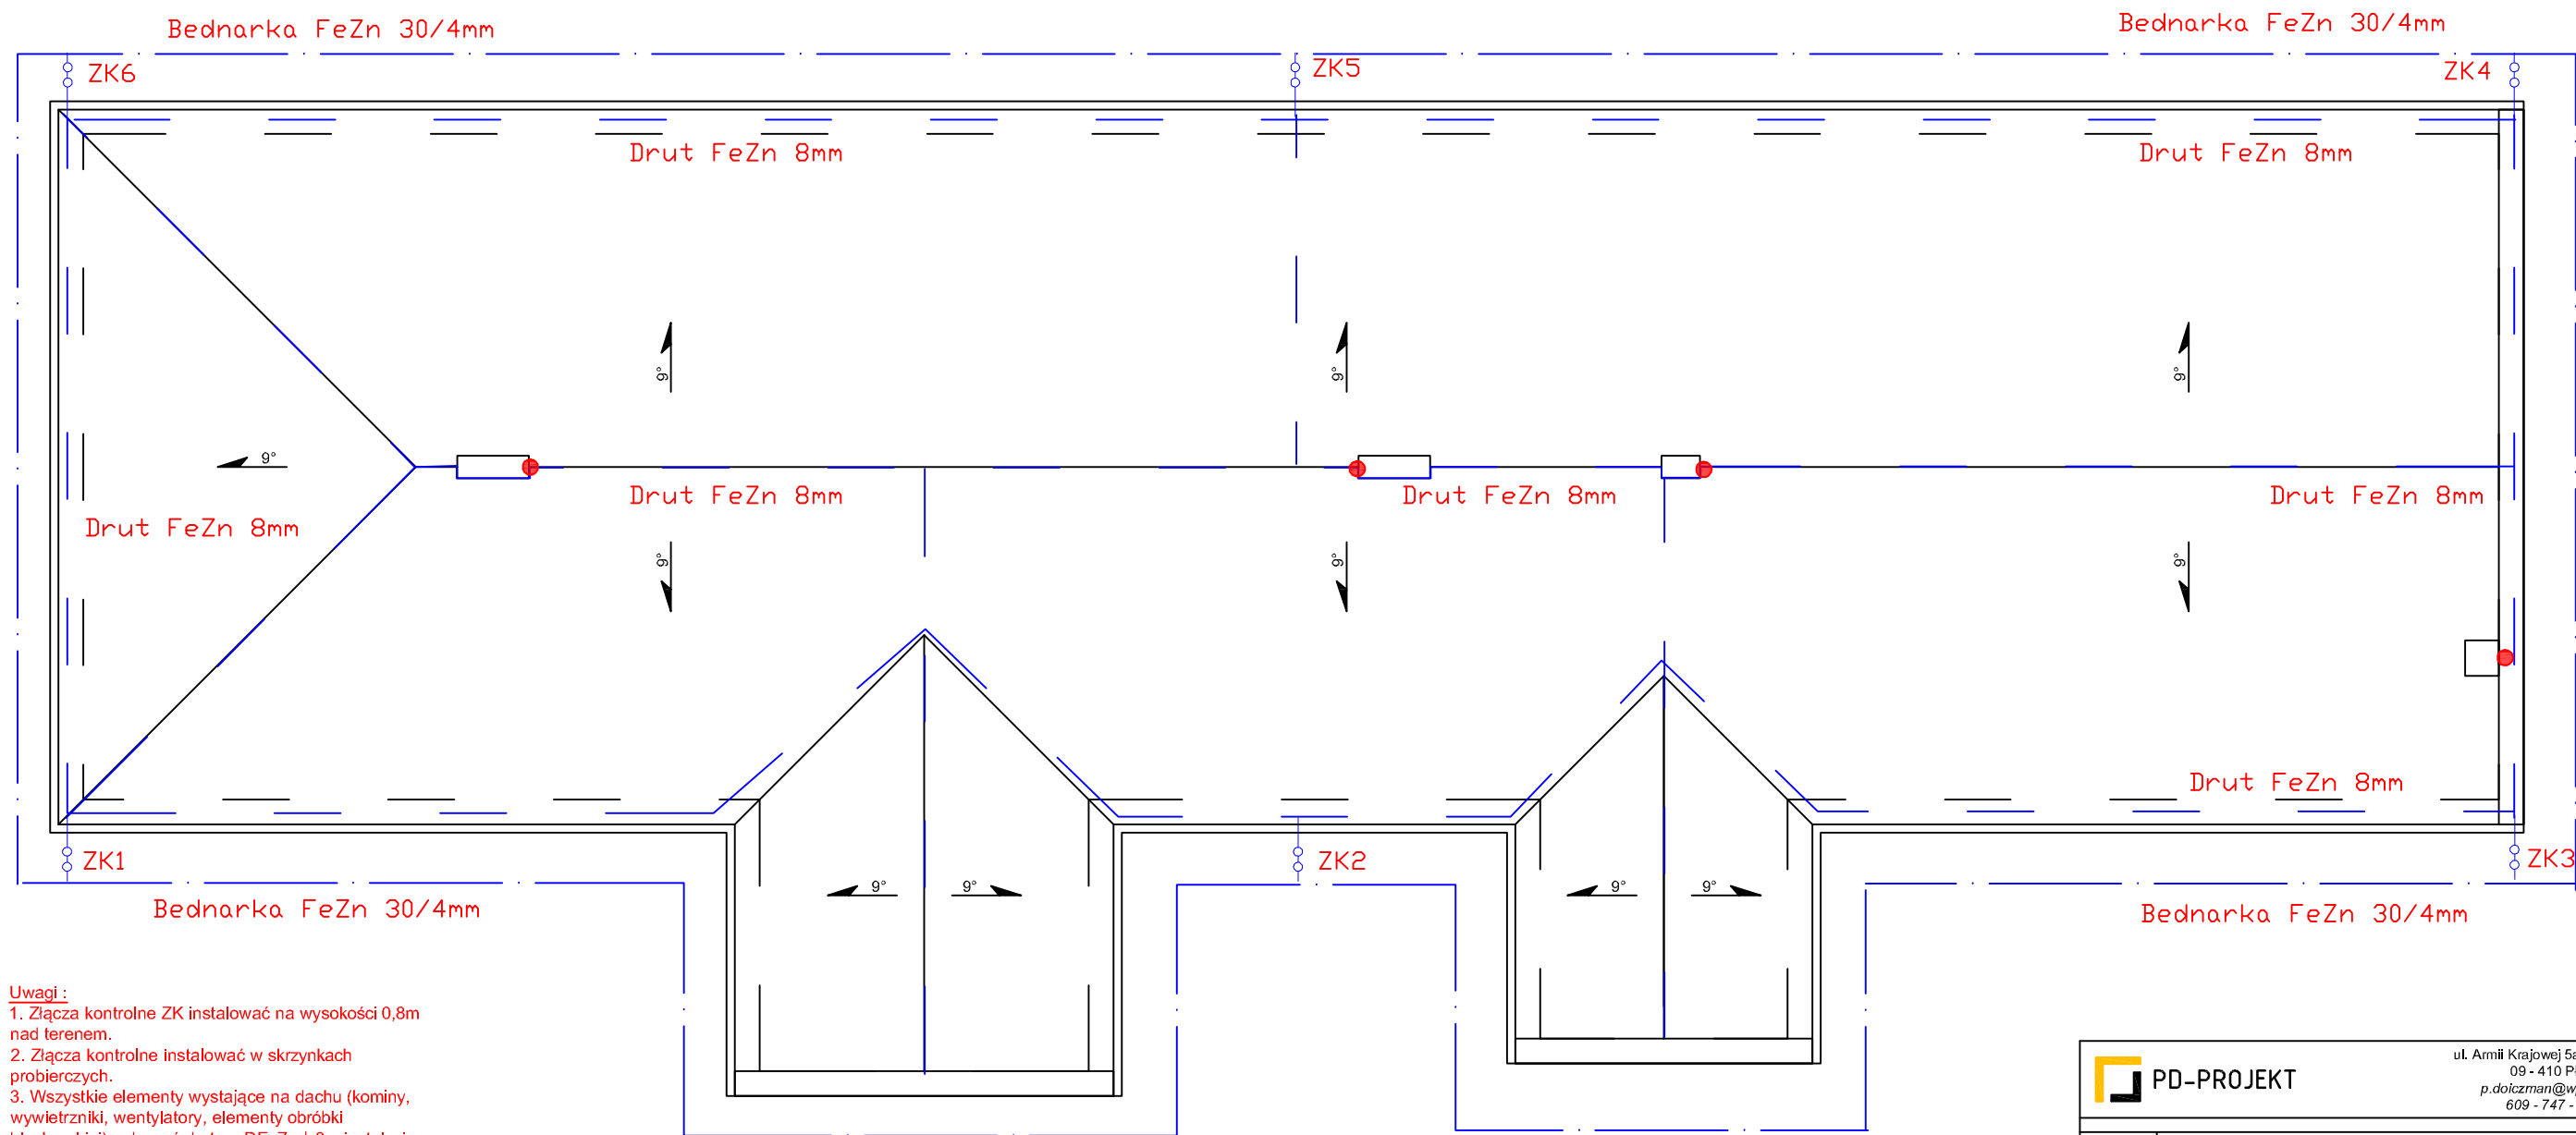 Bednarka FeZn 30/4mm
Bednarka FeZn 30/4mm
ZK6
ZK5
ZK4
Drut FeZn 8mm
Drut FeZn 8mm
9°
9°
9°
9°
Drut FeZn 8mm
Drut FeZn 8mm
Drut FeZn 8mm
Drut FeZn 8mm
9°
9°
9°
Drut FeZn 8mm
ZK1
ZK2
ZK3
9°
9°
9°
9°
Bednarka FeZn 30/4mm
Bednarka FeZn 30/4mm
Uwagi :
1. Złącza kontrolne ZK instalować na wysokości 0,8m
nad terenem.
2. Złącza kontrolne instalować w skrzynkach
probierczych.
3. Wszystkie elementy wystające na dachu (kominy,
wywietrzniki, wentylatory, elementy obróbki
PD-PROJEKT
ul. Armii Krajowej 5a
09 - 410
p.dolczman@w
609 - 747 -